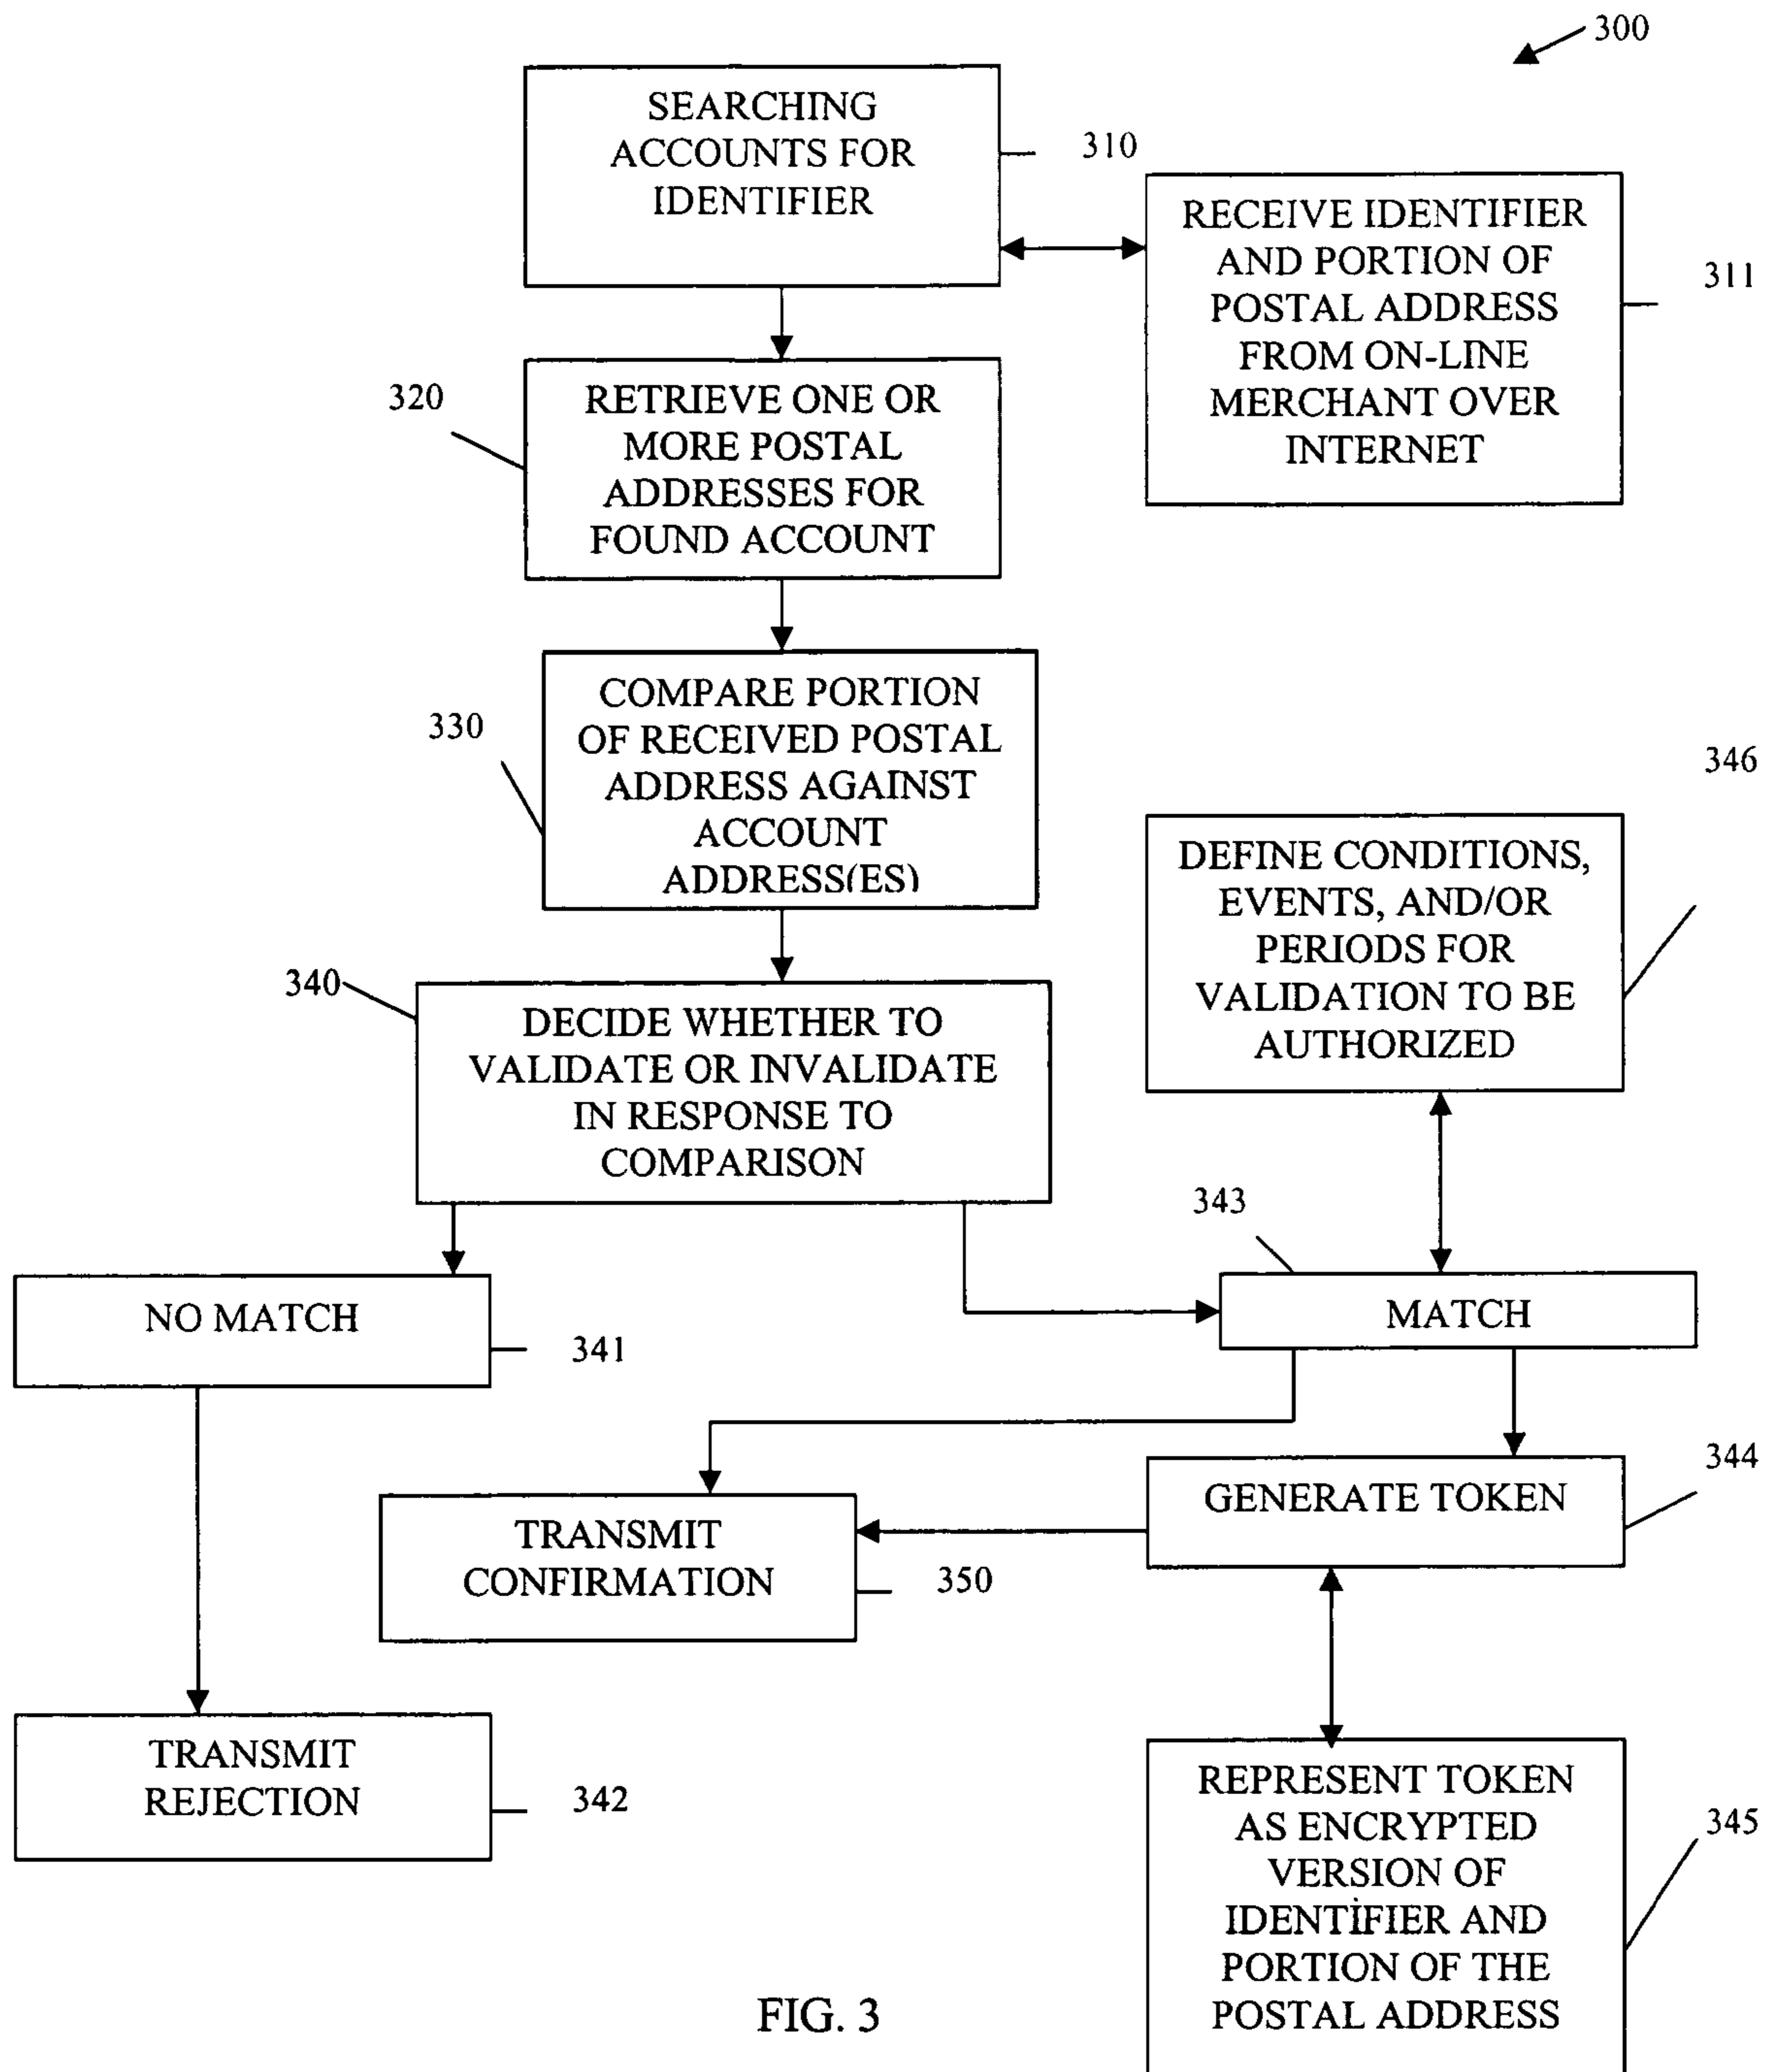 300
SEARCHING
ACCOUNTS FOR
IDENTIFIER
310
RECEIVE IDENTIFIER
AND PORTION OF
POSTAL ADDRESS
FROM ON-LINE
MERCHANT OVER
INTERNET
311
320
RETRIEVE ONE OR
MORE POSTAL
ADDRESSES FOR
FOUND ACCOUNT
330
COMPARE PORTION
OF RECEIVED POSTAL
ADDRESS AGAINST
ACCOUNT
ADDRESS(ES)
346
DEFINE CONDITIONS,
EVENTS, AND/OR
PERIODS FOR
VALIDATION TO BE
AUTHORIZED
340
DECIDE WHETHER TO
VALIDATE OR INVALIDATE
IN RESPONSE TO
COMPARISON
343
NO MATCH
341
MATCH
344
GENERATE TOKEN
TRANSMIT
CONFIRMATION
350
TRANSMIT
REJECTION
342
REPRESENT TOKEN
AS ENCRYPTED
VERSION OF
IDENTIFIER AND
PORTION OF THE
POSTAL ADDRESS
345
FIG. 3